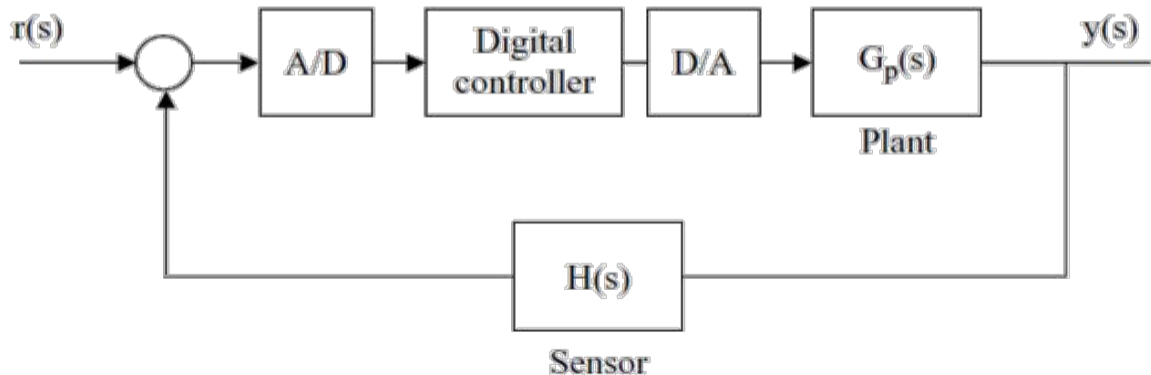 r(s)
y(s)
A/D
Digital
controller
D/A
Gp(s)
Plant
H(s)
Sensor